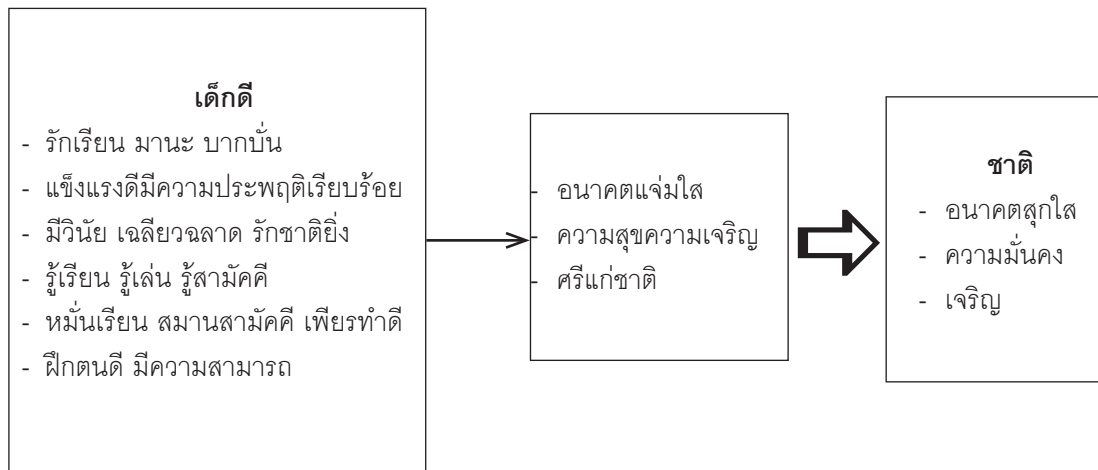 เด็กดี
- รักเรียน มานะ บากบั่น
- แข็งแรงดีมีความประพฤติเรียบร้อย
- มีวินัย เฉลียวฉลาด รักชาติยิ่ง
- รู้เรียน รู้เล่น รู้สามัคคี
- หมั่นเรียน สมานสามัคคี เพียรทำดี
- ฝึกตนดี มีความสามารถ
- อนาคตแจ่มใส
- ความสุขความเจริญ
- ศรีแก่ชาติ
ชาติ
- อนาคตสุกใส
- ความมั่นคง
- เจริญ